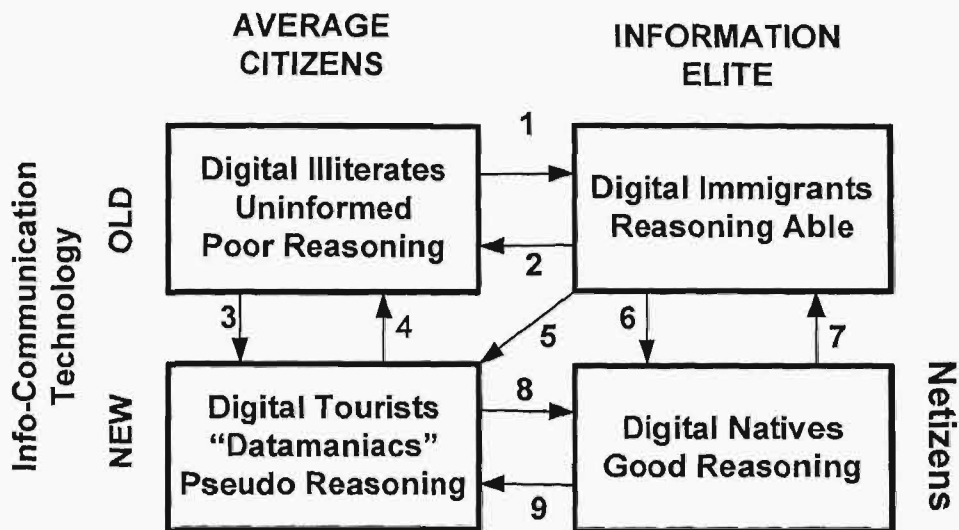 AVERAGE
CITIZENS
INFORMATION
ELITE
Info-Communication
Technology
OLD
NEW
Digital Illiterates
Uninformed
Poor Reasoning
1
2
Digital Immigrants
Reasoning Able
3
4
5
6
7
Digital Tourists
“Datamaniacs”
Pseudo Reasoning
8
9
Digital Natives
Good Reasoning
Netizens